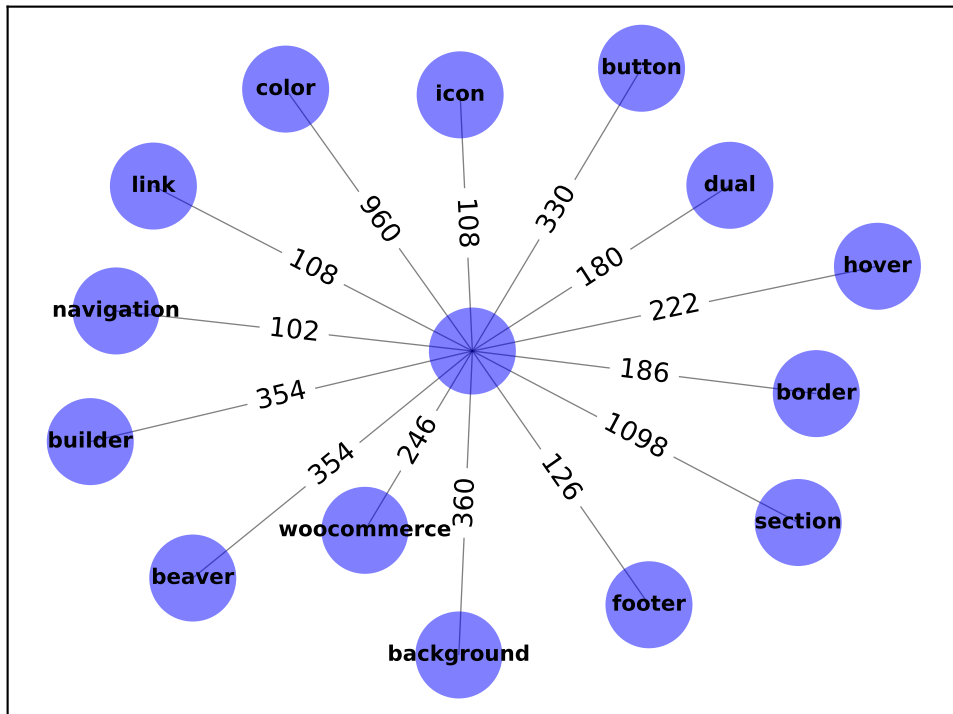 button
color
icon
link
dual
960
108
330
hover
108
180
navigation
102
222
builder
354
186
border
1098
354
246
126
360
section
woocommerce
beaver
footer
background